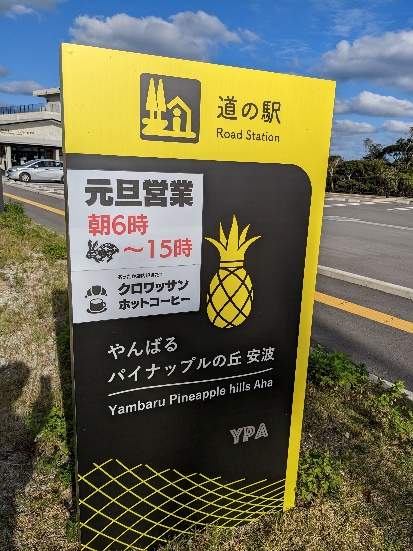 道の駅
Road Station
元旦営業
朝6時
～15時
クロワッサン
ホットコーヒー
やんばる
パイナップルの丘 安波
Yambaru Pineapple hills Aha
YPA